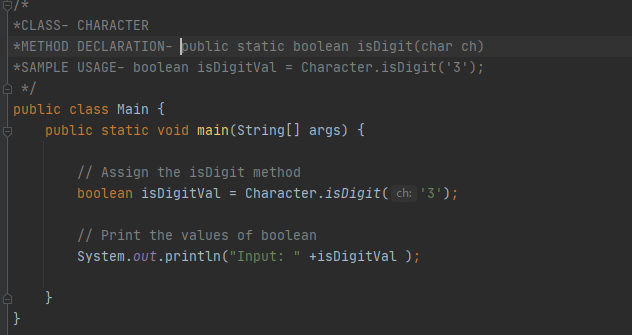 /*
*CLASS- CHARACTER
*METHOD DECLARATION- public static boolean isDigit(char ch)
*SAMPLE USAGE- boolean isDigitVal = Character.isDigit('3');
 */
public class Main {
    public static void main(String[] args) {
        // Assign the isDigit method
        boolean isDigitVal = Character.isDigit( ch: '3');
        // Print the values of boolean
        System.out.println("Input: " +isDigitVal );
    }
}